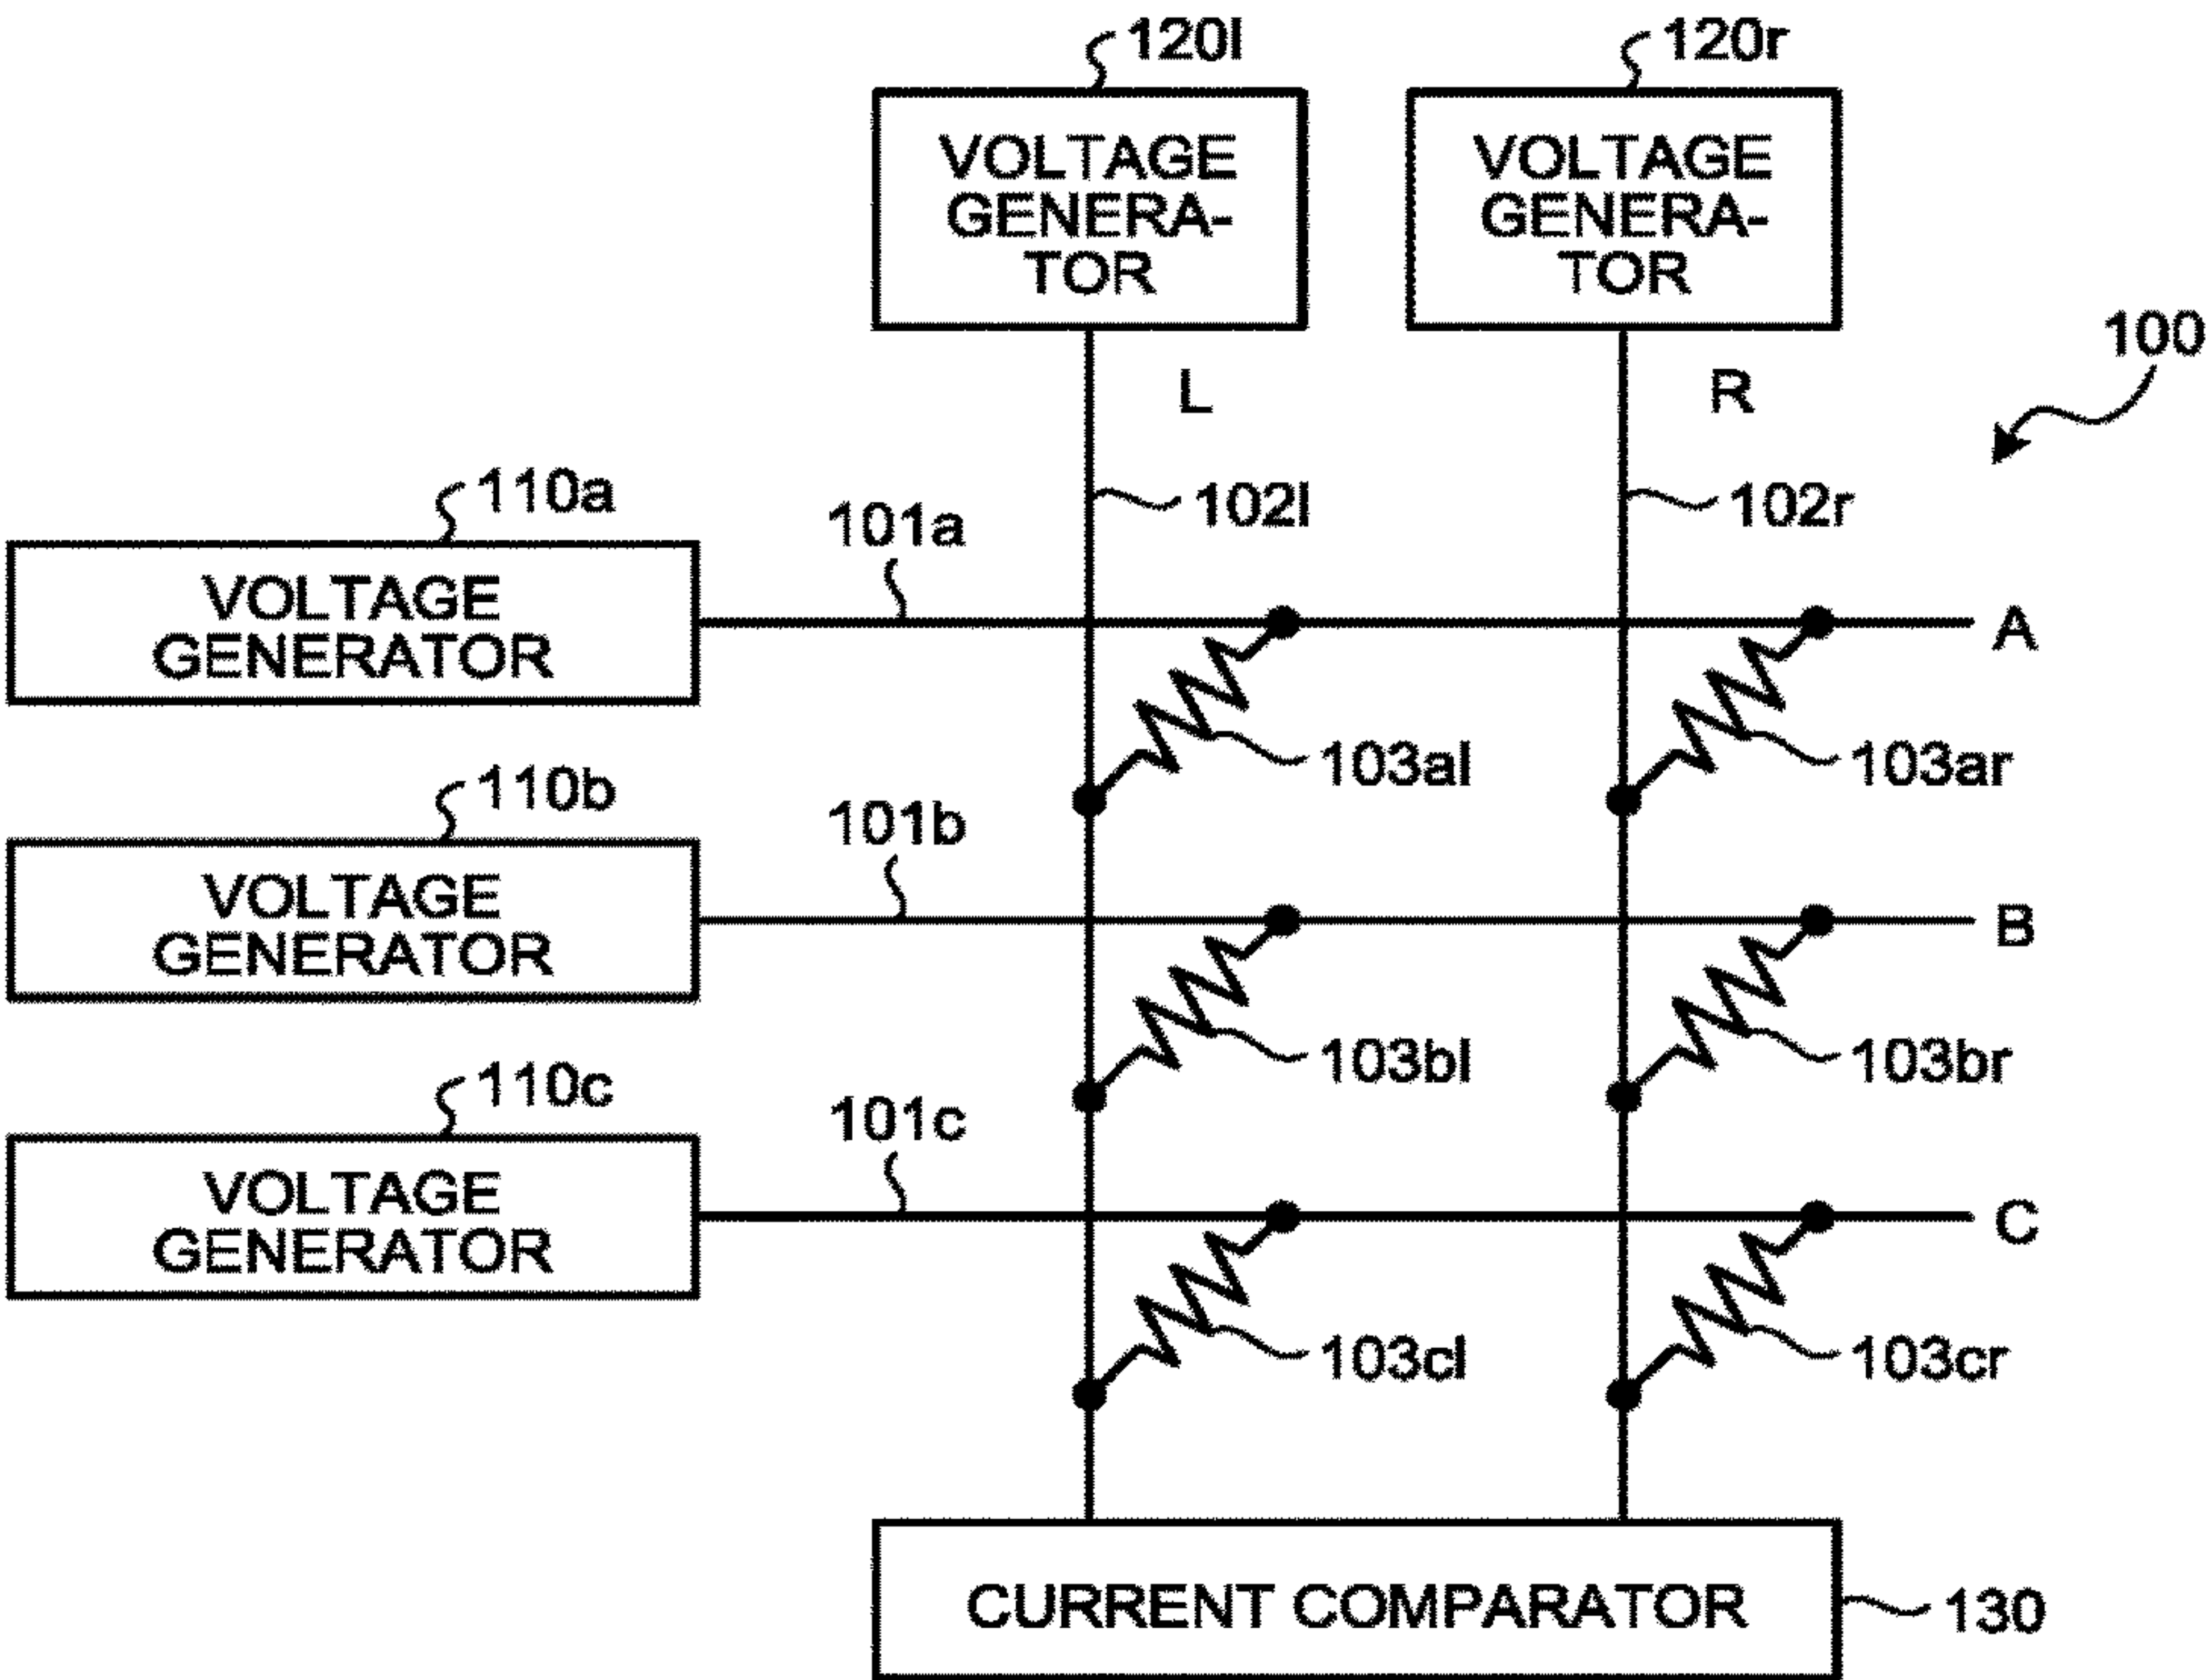 120l
120r
VOLTAGE
GENERA-
TOR
VOLTAGE
GENERA-
TOR
100
L
R
110a
101a
102l
102r
VOLTAGE
GENERATOR
A
103al
103ar
110b
101b
VOLTAGE
GENERATOR
B
103bl
103br
110c
101c
VOLTAGE
GENERATOR
C
103cl
103cr
CURRENT COMPARATOR
130